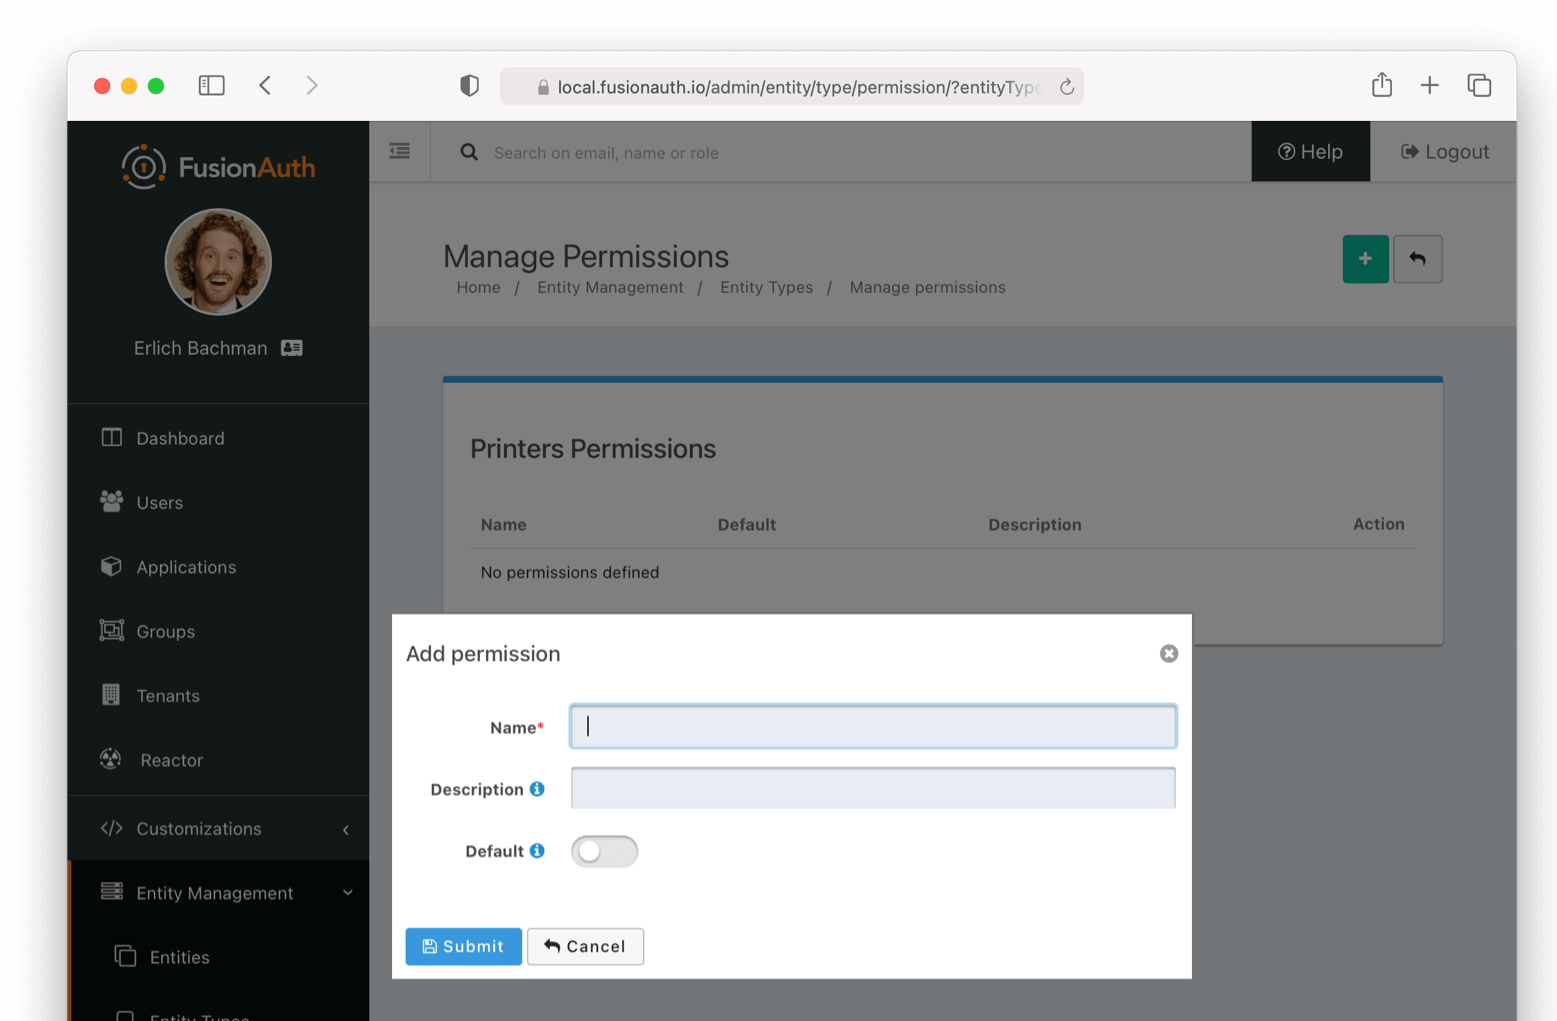 local.fusionauth.io/admin/entity/type/permission/?entityType
FusionAuth
Search on email, name or role
Help
Logout
Erlich Bachman
Manage Permissions
Home / Entity Management / Entity Types / Manage permissions
Dashboard
Users
Applications
Groups
Tenants
Reactor
Customizations
Entity Management
Entities
Entity Types
Printers Permissions
Name Default Description Action
No permissions defined
Add permission
Name*
Description
Default
Submit
Cancel